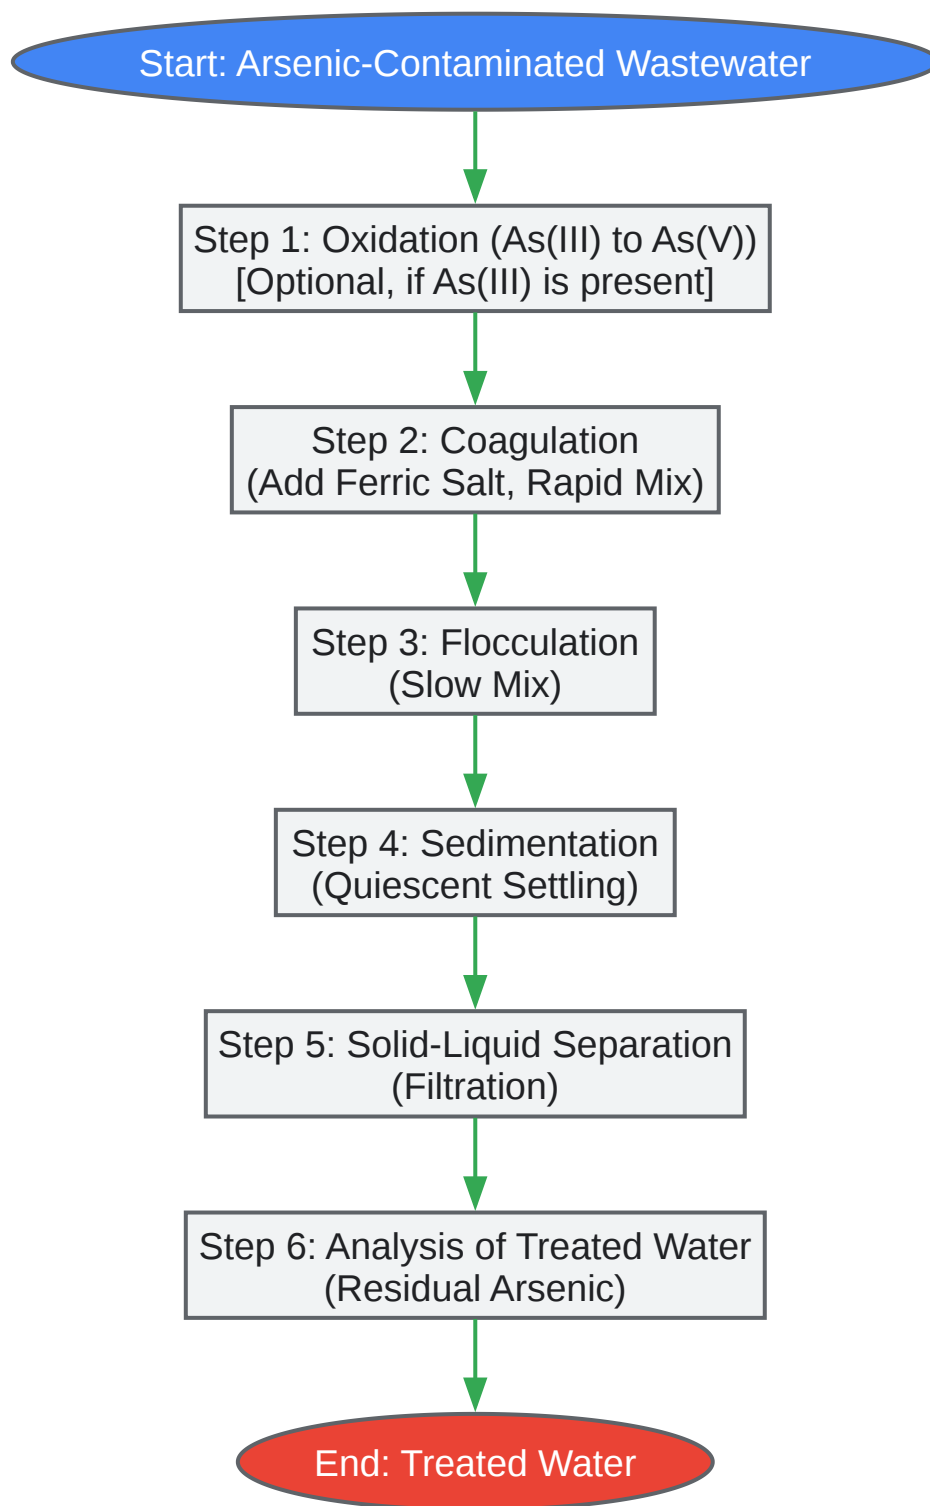 Start: Arsenic-Contaminated Wastewater
Step 1: Oxidation (As(III) to As(V))
[Optional, if As(III) is present]
Step 2: Coagulation
(Add Ferric Salt, Rapid Mix)
Step 3: Flocculation
(Slow Mix)
Step 4: Sedimentation
(Quiescent Settling)
Step 5: Solid-Liquid Separation
(Filtration)
Step 6: Analysis of Treated Water
(Residual Arsenic)
End: Treated Water